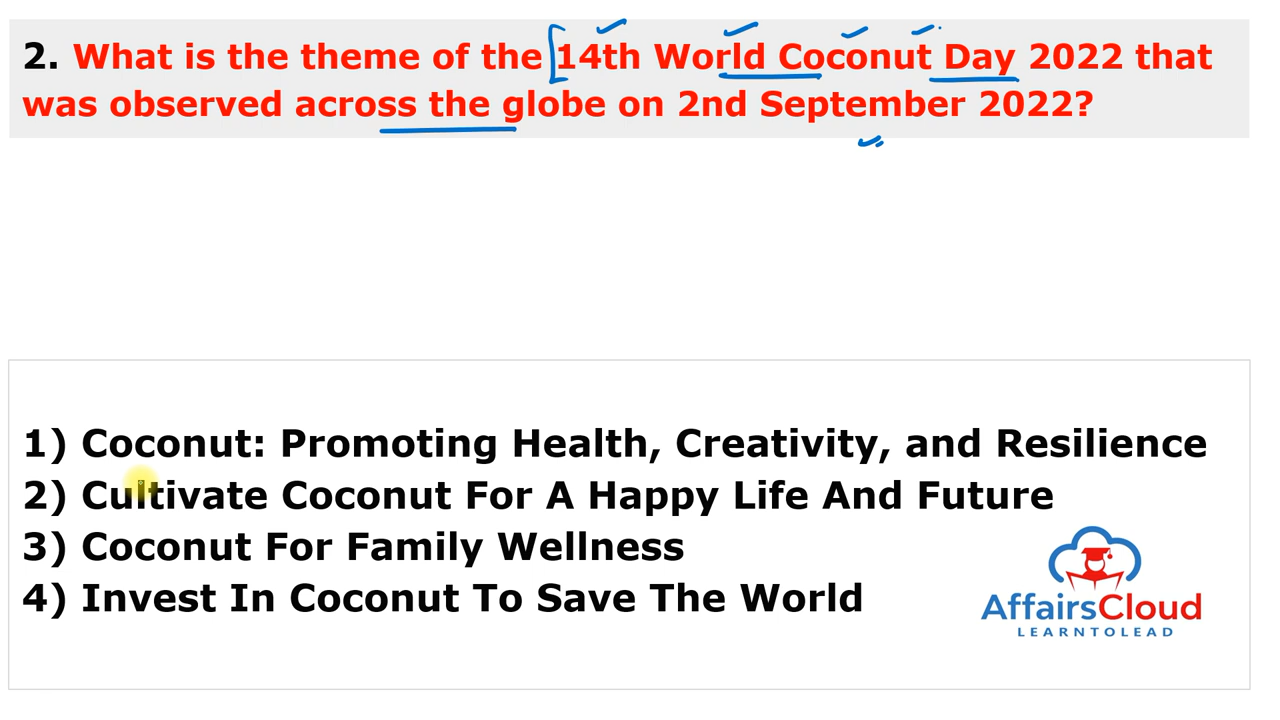 2. What is the theme of the 14th World Coconut Day 2022 that
was observed across the globe on 2nd September 2022?
1) Coconut: Promoting Health, Creativity, and Resilience
2) Cultivate Coconut For A Happy Life And Future
3) Coconut For Family Wellness
4) Invest In Coconut To Save The World
AffairsCloud
LEARNTOLEAD